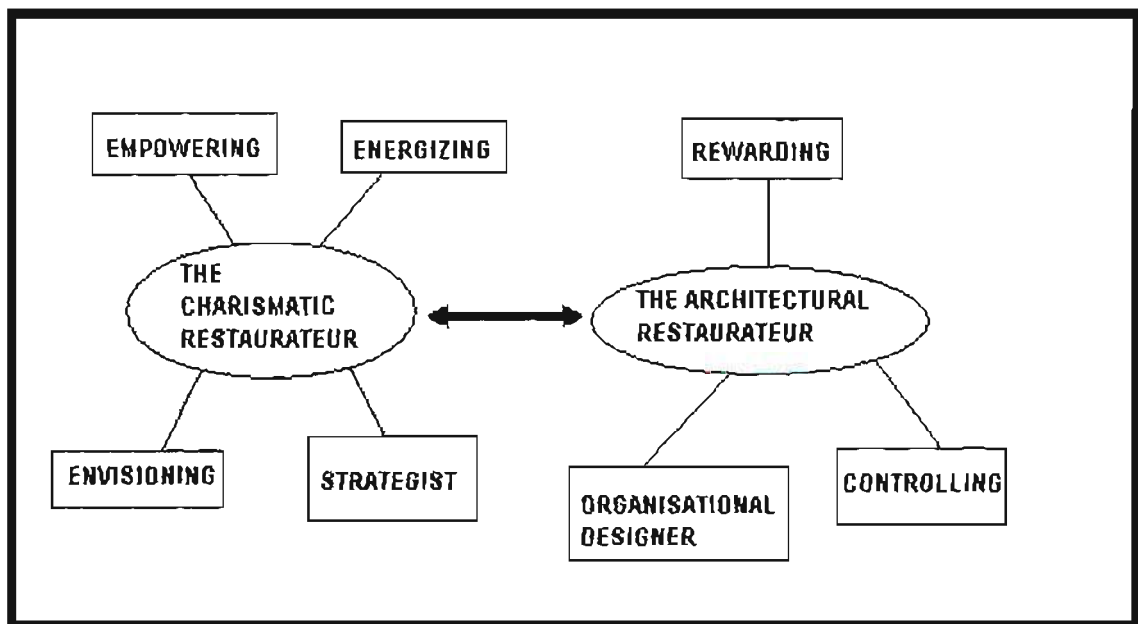 EMPOWERING
ENERGIZING
REWARDING
THE
CHARISMATIC
RESTAURATEUR
THE ARCHITECTURAL
RESTAURATEUR
ENVISIONING
STRATEGIST
ORGANISATIONAL
DESIGNER
CONTROLLING